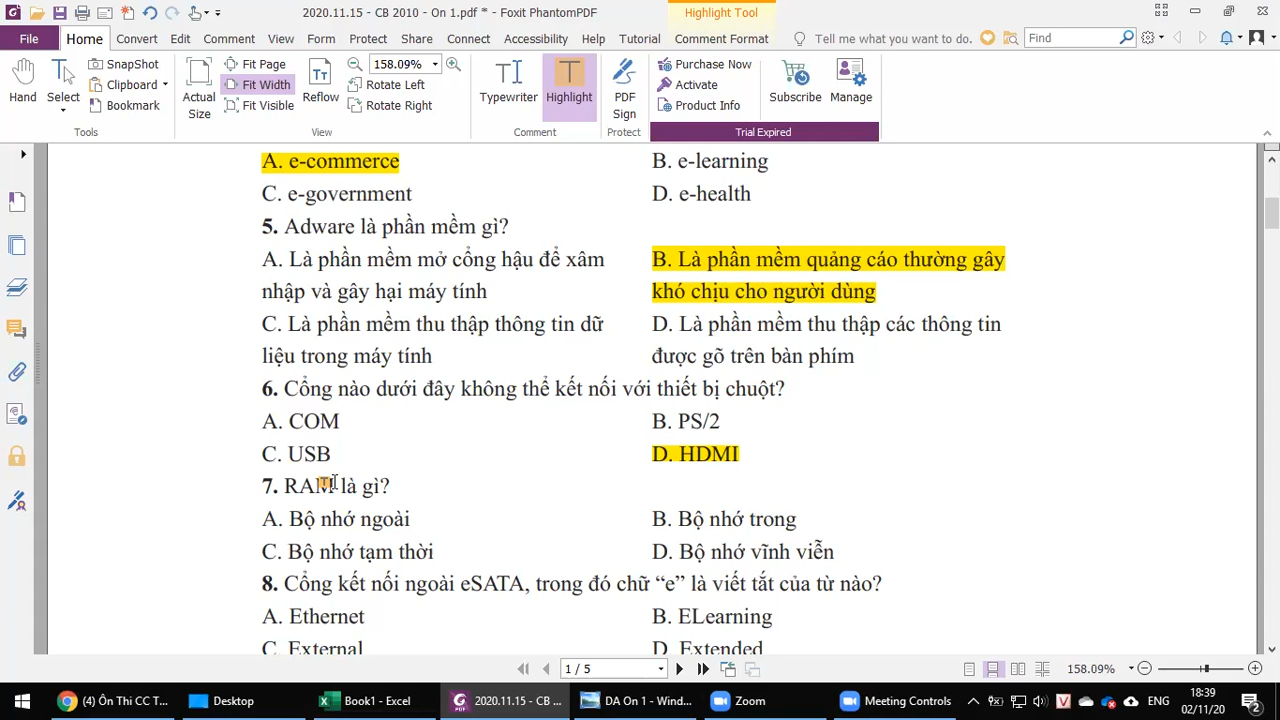 2020.11.15 - CB 2010 - On 1.pdf * - Foxit PhantomPDF
Highlight Tool
File
Home
Convert
Edit
Comment
View
Form
Protect
Share
Connect
Accessibility
Help
Tutorial
Comment Format
Tell me what you want to do.
Find
Hand
Select
SnapShot
Clipboard
Bookmark
Tools
Actual Size
Fit Page
Fit Width
Fit Visible
Reflow
158.09%
Rotate Left
Rotate Right
View
Typewriter
Highlight
Comment
PDF Sign
Protect
Purchase Now
Activate
Product Info
Subscribe
Manage
Trial Expired
A. e-commerce B. e-learning
C. e-government D. e-health
5. Adware là phần mềm gì?
A. Là phần mềm mở cổng hậu để xâm B. Là phần mềm quảng cáo thường gây
nhập và gây hại máy tính khó chịu cho người dùng
C. Là phần mềm thu thập thông tin dữ D. Là phần mềm thu thập các thông tin
liệu trong máy tính được gõ trên bàn phím
6. Cổng nào dưới đây không thể kết nối với thiết bị chuột?
A. COM B. PS/2
C. USB D. HDMI
7. RAM là gì?
A. Bộ nhớ ngoài B. Bộ nhớ trong
C. Bộ nhớ tạm thời D. Bộ nhớ vĩnh viễn
8. Cổng kết nối ngoài eSATA, trong đó chữ “e” là viết tắt của từ nào?
A. Ethernet B. ELearning
C. External D. Extended
1 / 5
158.09%
(4) Ôn Thi CC T...
Desktop
Book1 - Excel
2020.11.15 - CB ...
DA On 1 - Wind...
Zoom
Meeting Controls
ENG
18:39
02/11/20
2